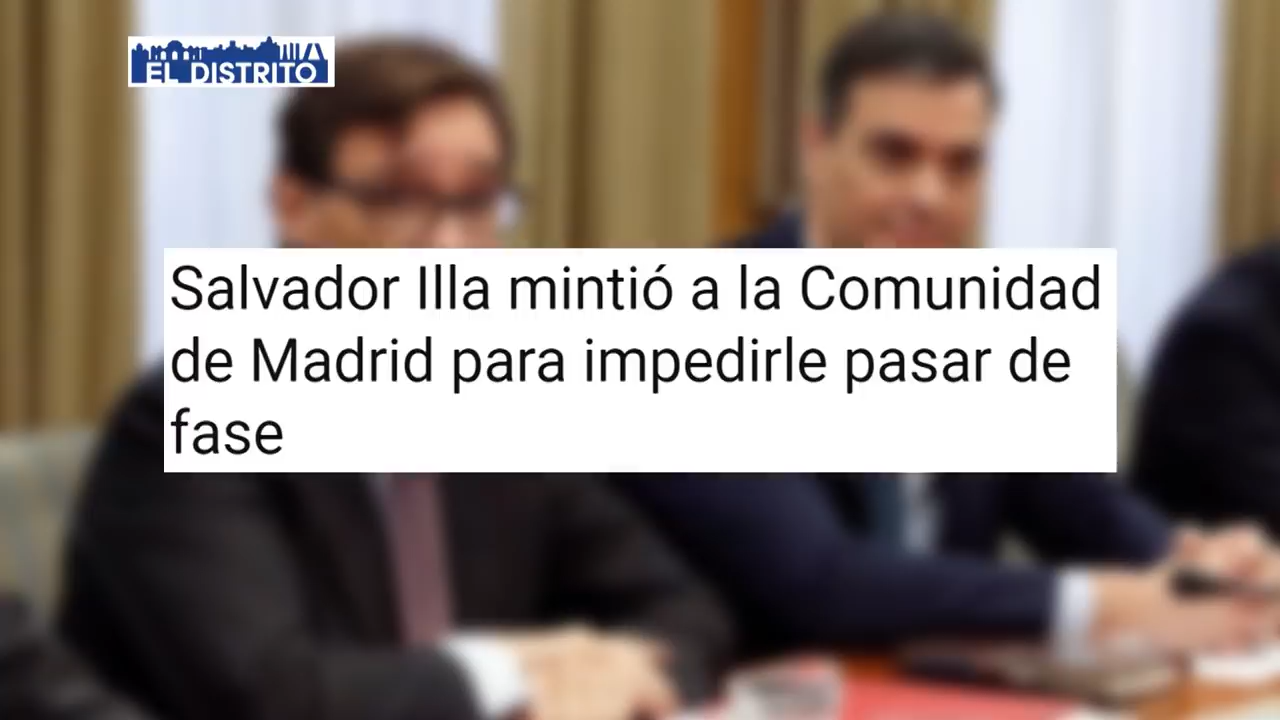 EL DISTRITO
Salvador Illa mintió a la Comunidad
de Madrid para impedirle pasar de
fase